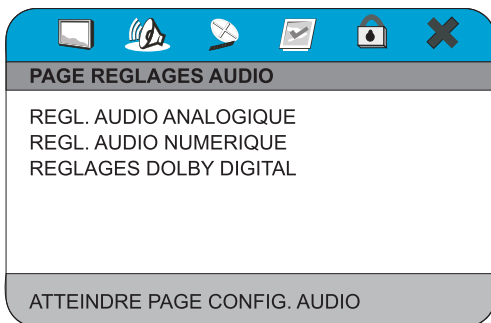 PAGE REGLAGES AUDIO
REGL. AUDIO ANALOGIQUE
REGL. AUDIO NUMERIQUE
REGLAGES DOLBY DIGITAL
ATTEINDRE PAGE CONFIG. AUDIO